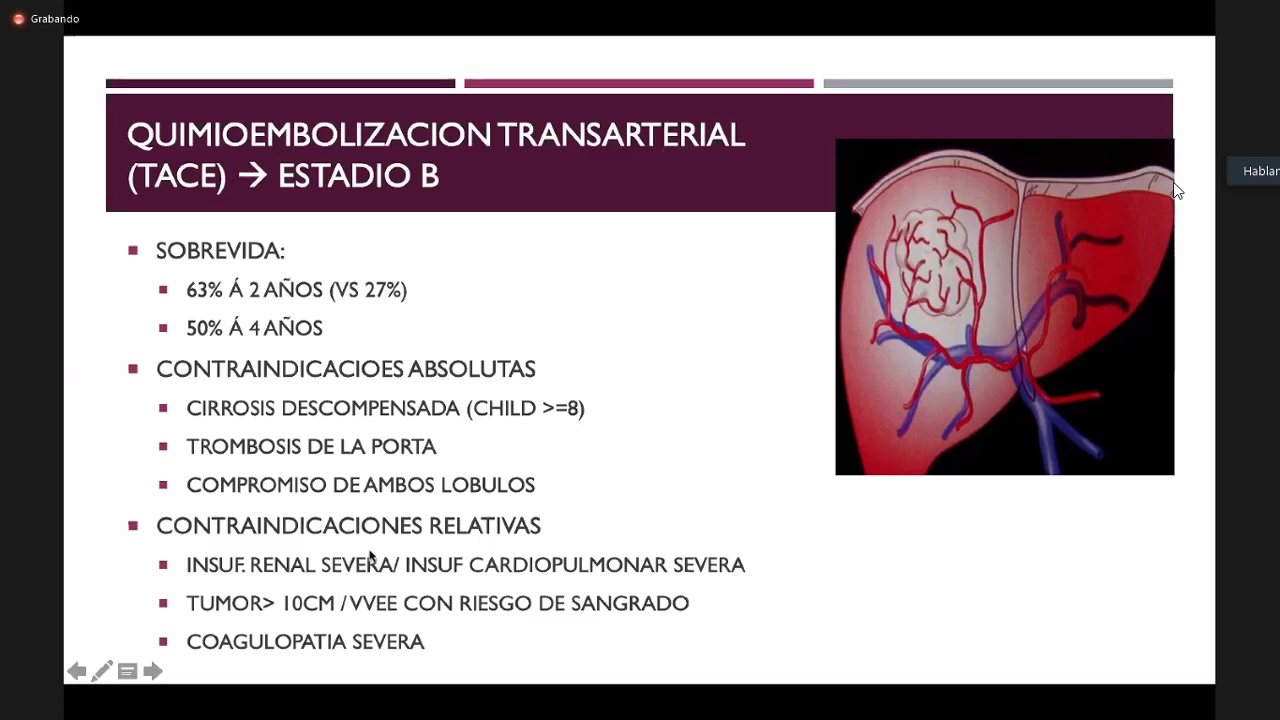 Grabando
QUIMIOEMBOLIZACION TRANSARTERIAL
(TACE) → ESTADIO B
SOBREVIDA:
63% Á 2 AÑOS (VS 27%)
50% Á 4 AÑOS
CONTRAINDICACIOES ABSOLUTAS
CIRROSIS DESCOMPENSADA (CHILD >=8)
TROMBOSIS DE LA PORTA
COMPROMISO DE AMBOS LOBULOS
CONTRAINDICACIONES RELATIVAS
INSUF. RENAL SEVERA/ INSUF CARDIOPULMONAR SEVERA
TUMOR> 10CM / VVEE CON RIESGO DE SANGRADO
COAGULOPATIA SEVERA